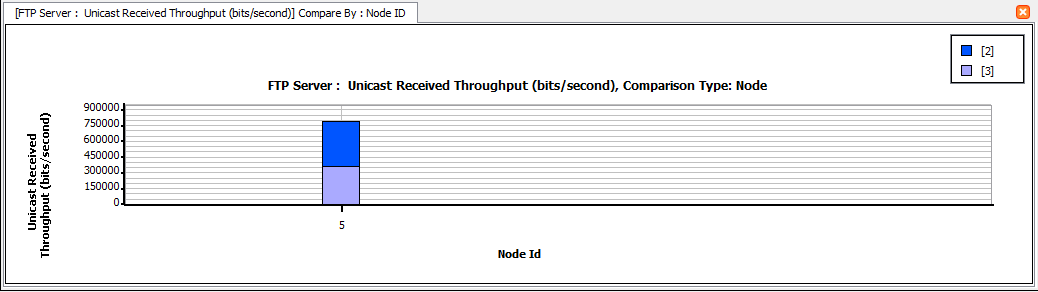 [FTP Server :  Unicast Received Throughput (bits/second)] Compare By : Node ID
[2]
[3]
FTP Server :  Unicast Received Throughput (bits/second), Comparison Type: Node
Unicast Received
Throughput (bits/second)
900000
750000
600000
450000
300000
150000
0
5
Node Id